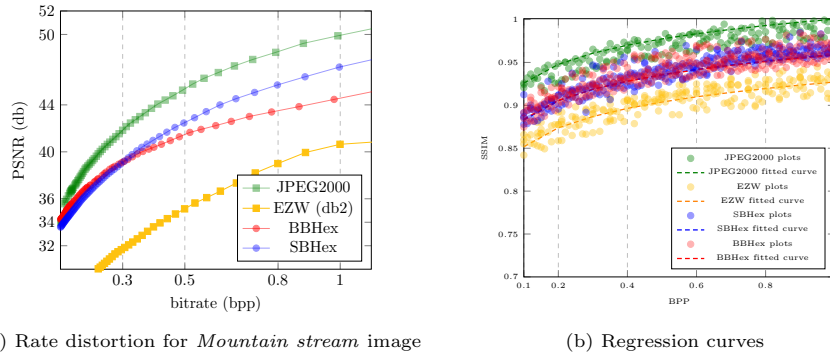 52
50
44
40
36
34
32
PSNR (db)
JPEG2000
EZW (db2)
BBHex
SBHex
0.3
0.5
0.8
1
bitrate (bpp)
) Rate distortion for Mountain stream image
1
0.95
0.9
0.85
0.8
0.75
0.7
SSIM
JPEG2000 plots
JPEG2000 fitted curve
EZW plots
EZW fitted curve
SBHex plots
SBHex fitted curve
BBHex plots
BBHex fitted curve
0.1
0.2
0.4
0.6
0.8
BPP
(b) Regression curves